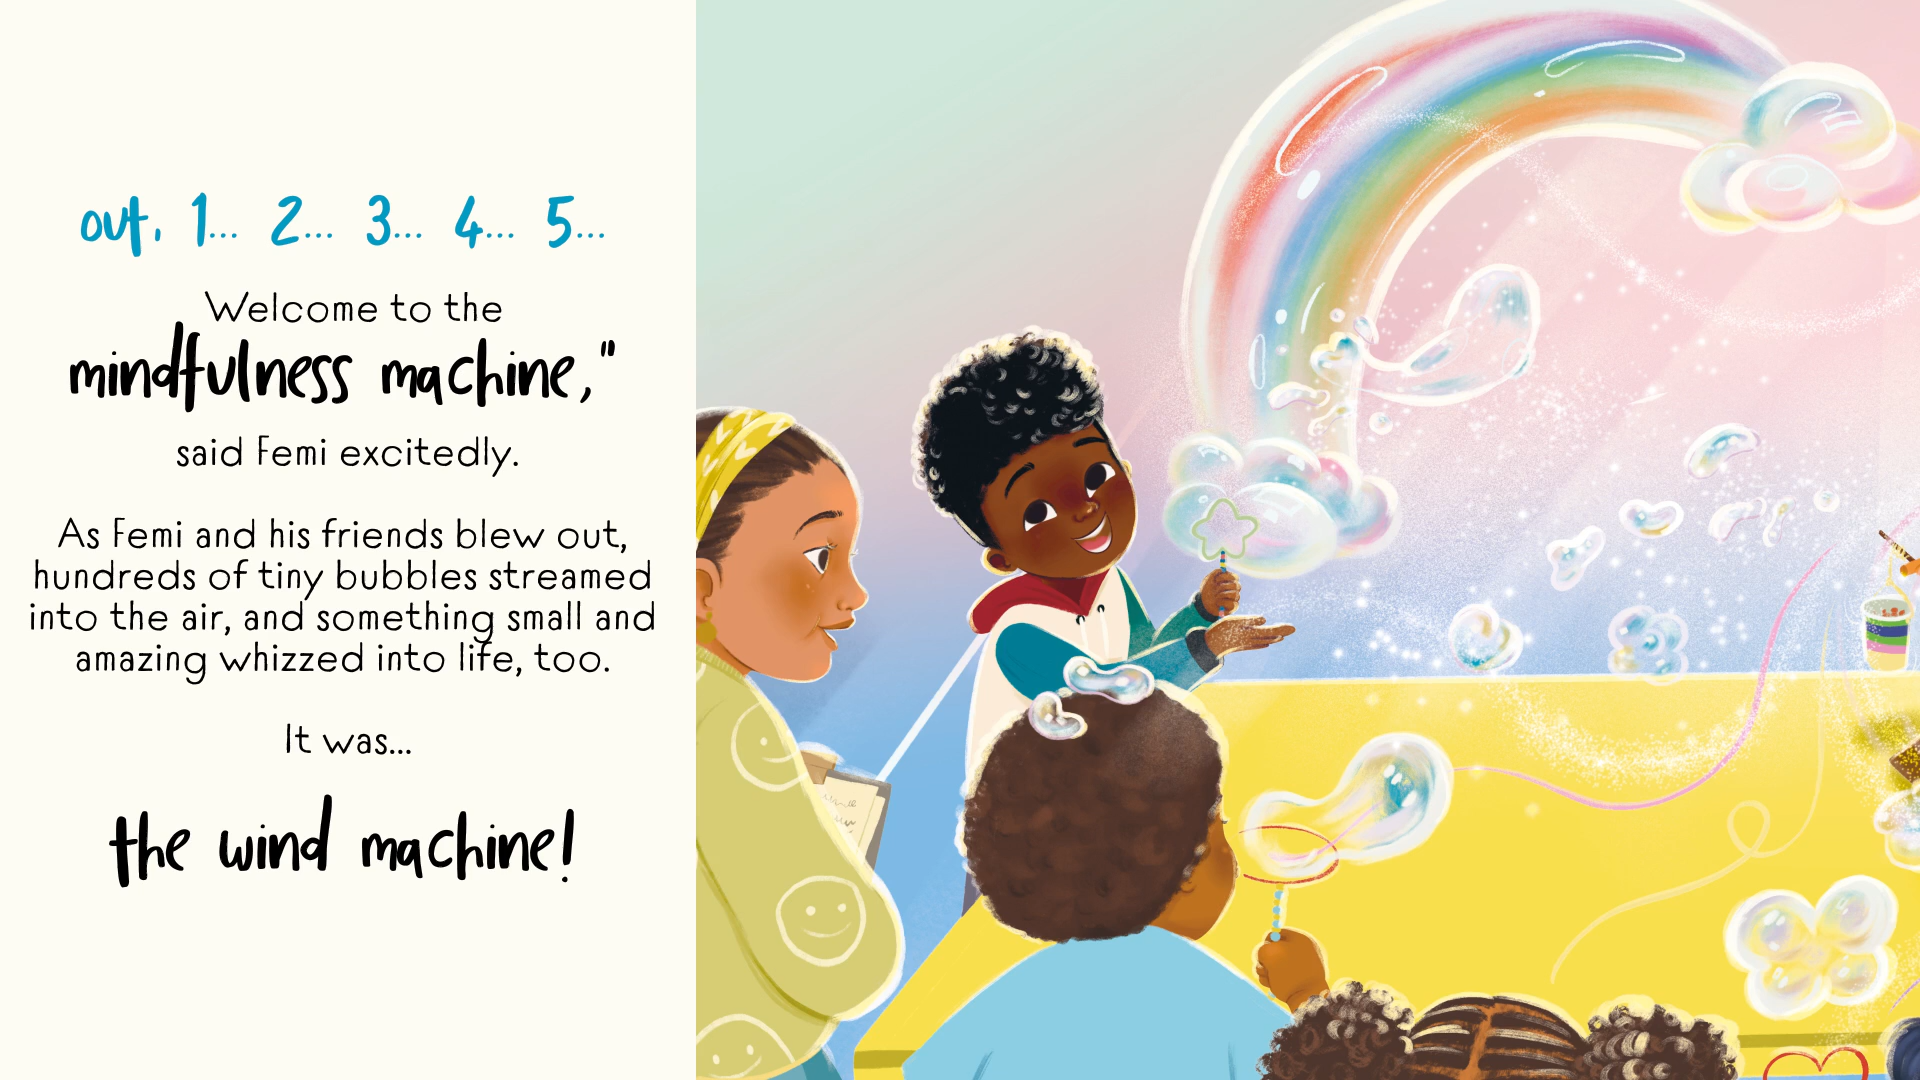 out, 1... 2... 3... 4... 5...
Welcome to the
mindfulness machine,"
said Femi excitedly.
As Femi and his friends blew out,
hundreds of tiny bubbles streamed
into the air, and something small and
amazing whizzed into life, too.
It was...
the wind machine!